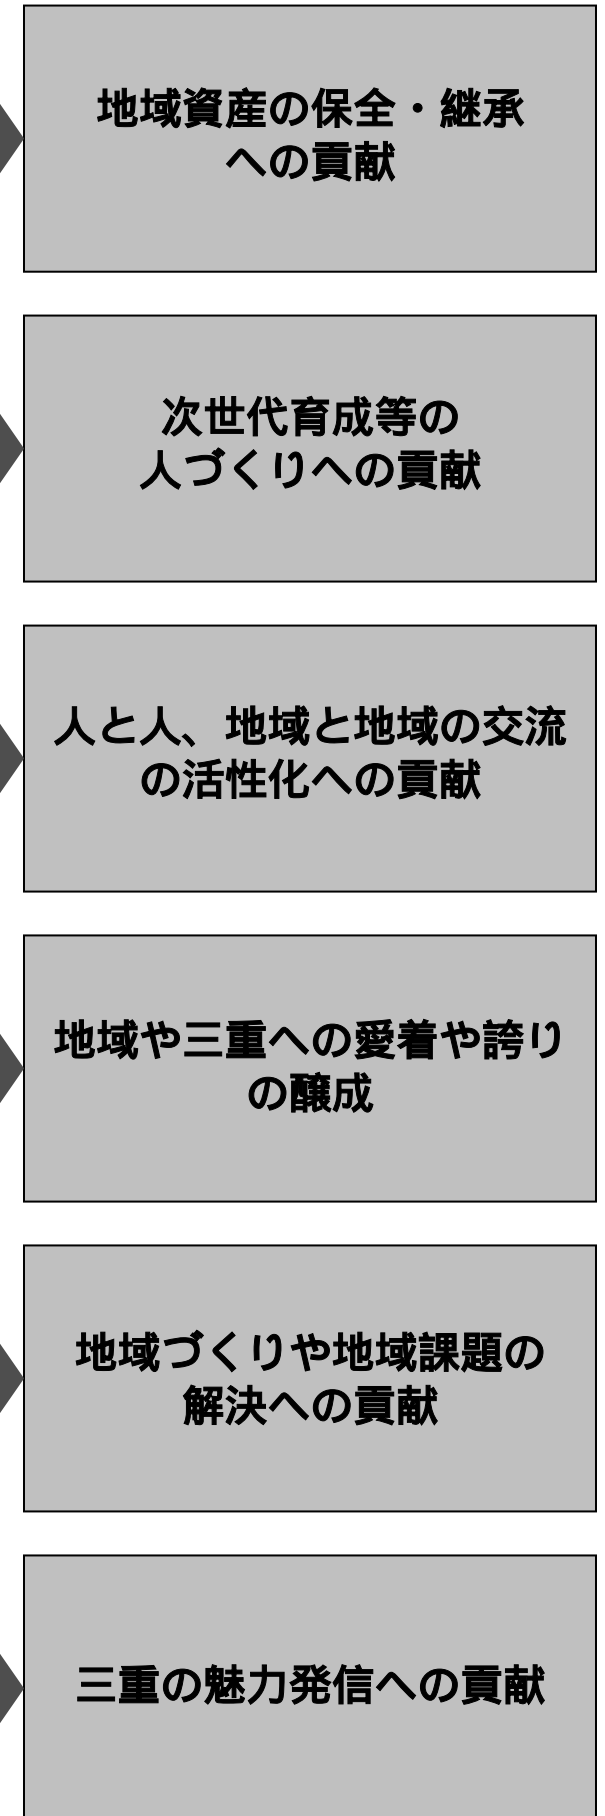 地域資産の保全・継承
への貢献
次世代育成等の
人づくりへの貢献
人と人、地域と地域の交流
の活性化への貢献
地域や三重への愛着や誇り
の醸成
地域づくりや地域課題の
解決への貢献
三重の魅力発信への貢献